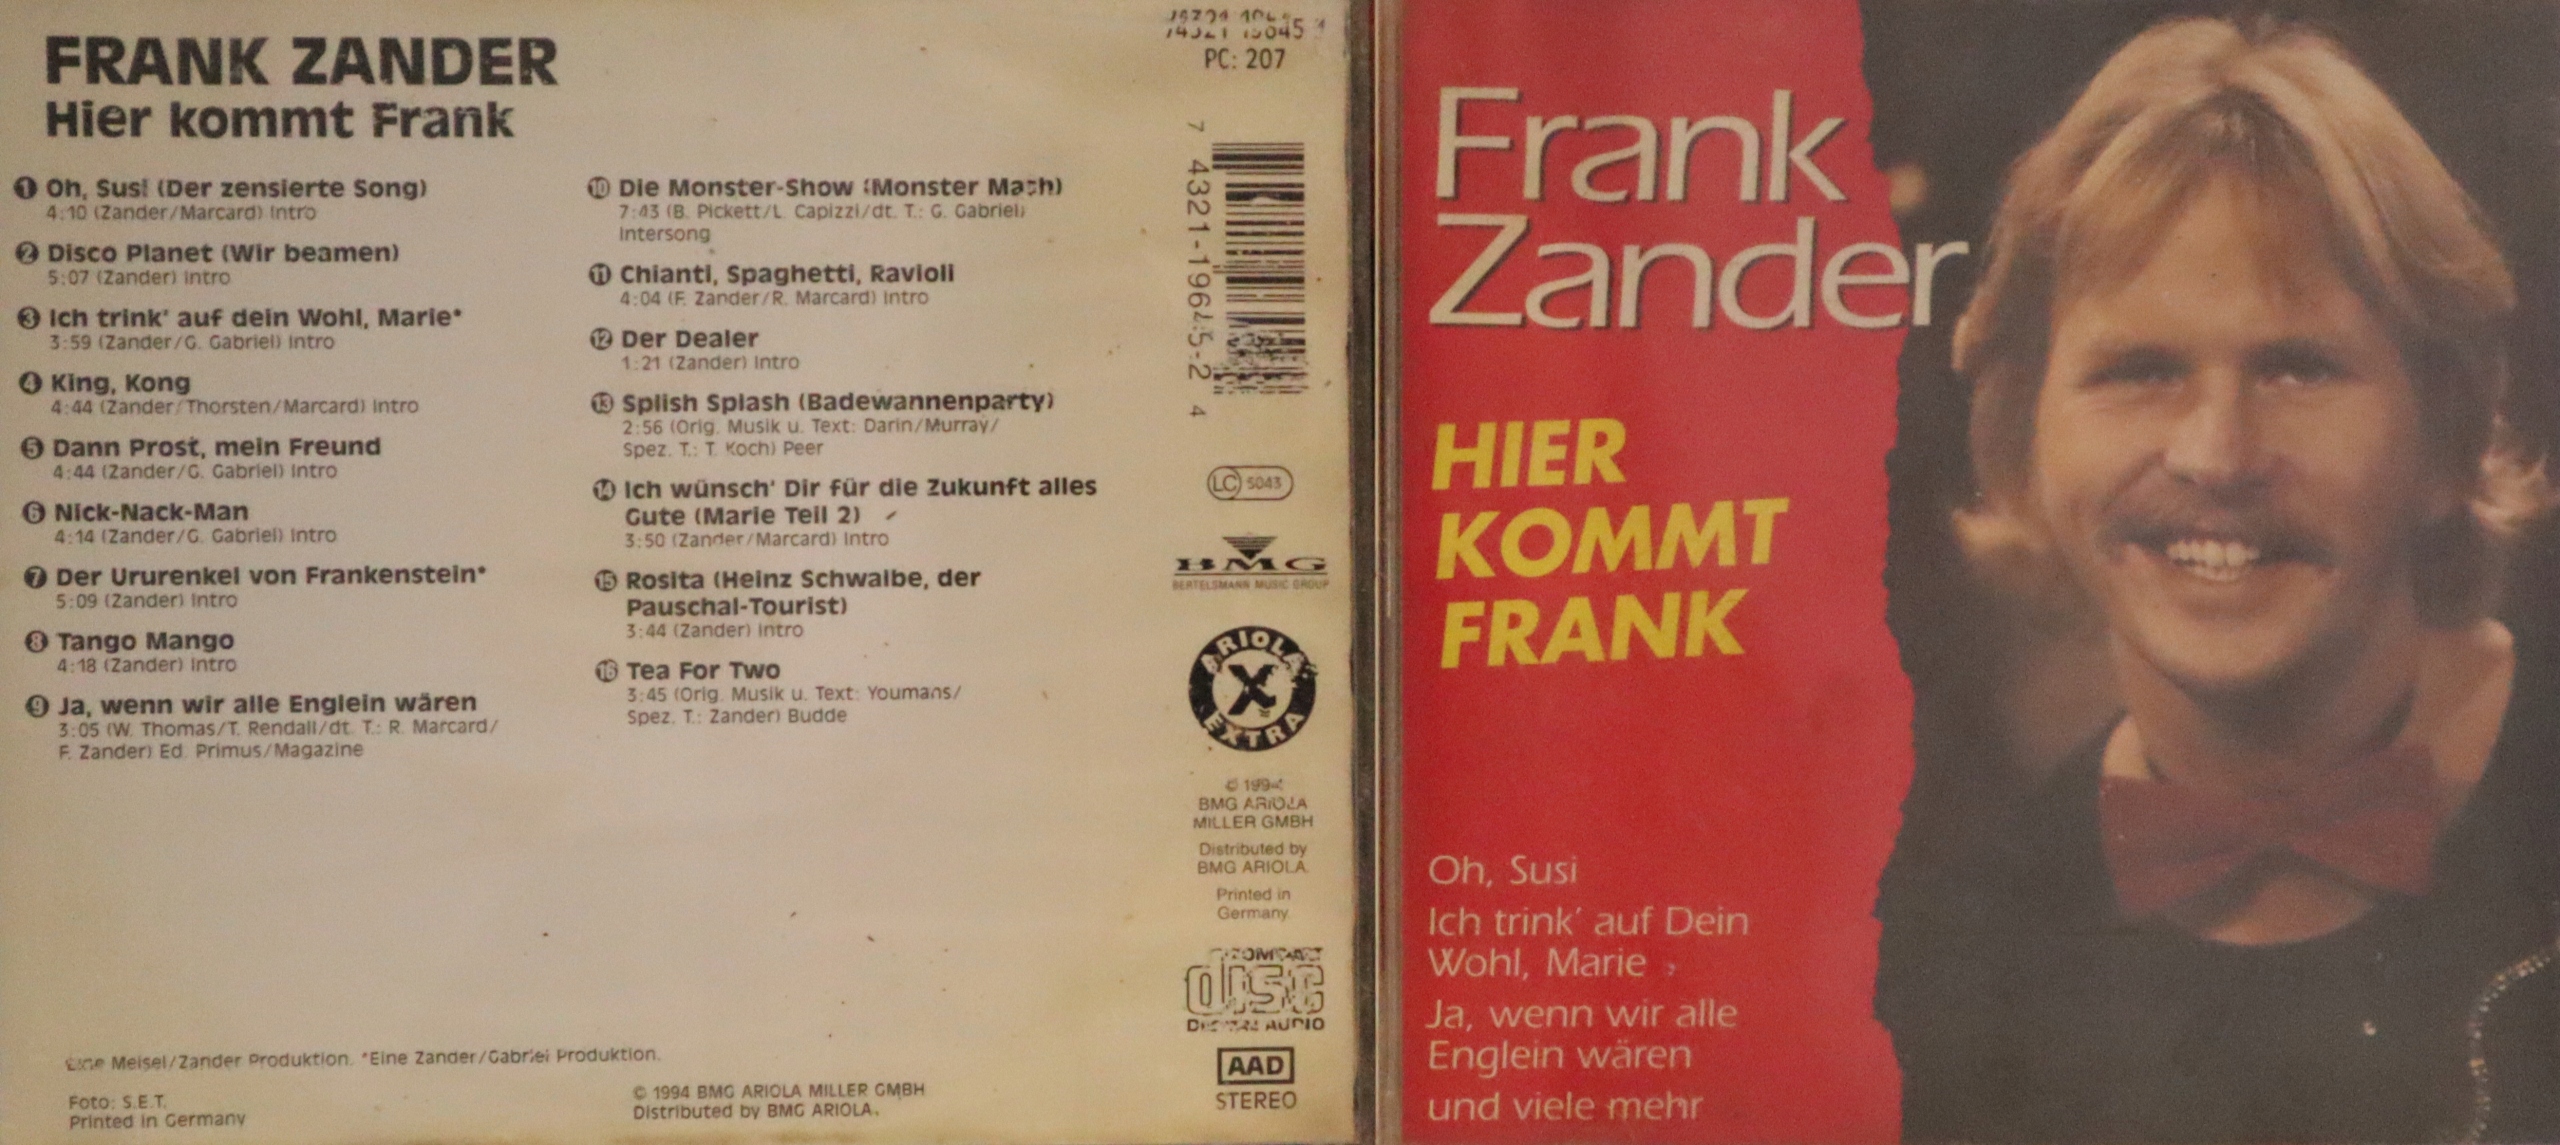 FRANK ZANDER
Hier kommt Frank
1 Oh, Susi (Der zensierte Song)
4:10 (Zander/Marcard) Intro
2 Disco Planet (Wir beamen)
5:07 (Zander) Intro
3 Ich trink' auf dein Wohl, Marie*
3:59 (Zander/G. Gabriel) Intro
4 King, Kong
4:44 (Zander/Thorsten/Marcard) Intro
5 Dann Prost, mein Freund
4:44 (Zander/G. Gabriel) Intro
6 Nick-Nack-Man
4:14 (Zander/G. Gabriel) Intro
7 Der Ururenkel von Frankenstein*
5:09 (Zander) Intro
8 Tango Mango
4:18 (Zander) Intro
9 Ja, wenn wir alle Englein wären
3:05 (W. Thomas/T. Rendall/dt. T.: R. Marcard/
F. Zander) Ed. Primus/Magazine
10 Die Monster-Show (Monster Mash)
7:43 (B. Pickett/L. Capizzi/dt. T.: G. Gabriel)
Intersong
11 Chianti, Spaghetti, Ravioli
4:04 (F. Zander/R. Marcard) Intro
12 Der Dealer
1:21 (Zander) Intro
13 Splish Splash (Badewannenparty)
2:56 (Orig. Musik u. Text: Darin/Murray/
Spez. T.: T. Koch) Peer
14 Ich wünsch' Dir für die Zukunft alles
Gute (Marie Teil 2)
3:50 (Zander/Marcard) Intro
15 Rosita (Heinz Schwalbe, der
Pauschal-Tourist)
3:44 (Zander) Intro
16 Tea For Two
3:45 (Orig. Musik u. Text: Youmans/
Spez. T.: Zander) Budde
Eine Meisel/Zander Produktion. *Eine Zander/Gabriel Produktion.
Foto: S.E.T.
Printed in Germany
© 1994 BMG ARIOLA MILLER GMBH
Distributed by BMG ARIOLA.
PC: 207
7 4321-19645-2 4
LC 5043
BMG
BERTELSMANN MUSIC GROUP
ARIOLA
X
EXTRA
© 1994
BMG ARIOLA
MILLER GMBH
Distributed by
BMG ARIOLA.
Printed in
Germany.
COMPACT
disc
DIGITAL AUDIO
AAD
STEREO
Frank
Zander
HIER
KOMMT
FRANK
Oh, Susi
Ich trink' auf Dein
Wohl, Marie
Ja, wenn wir alle
Englein wären
und viele mehr